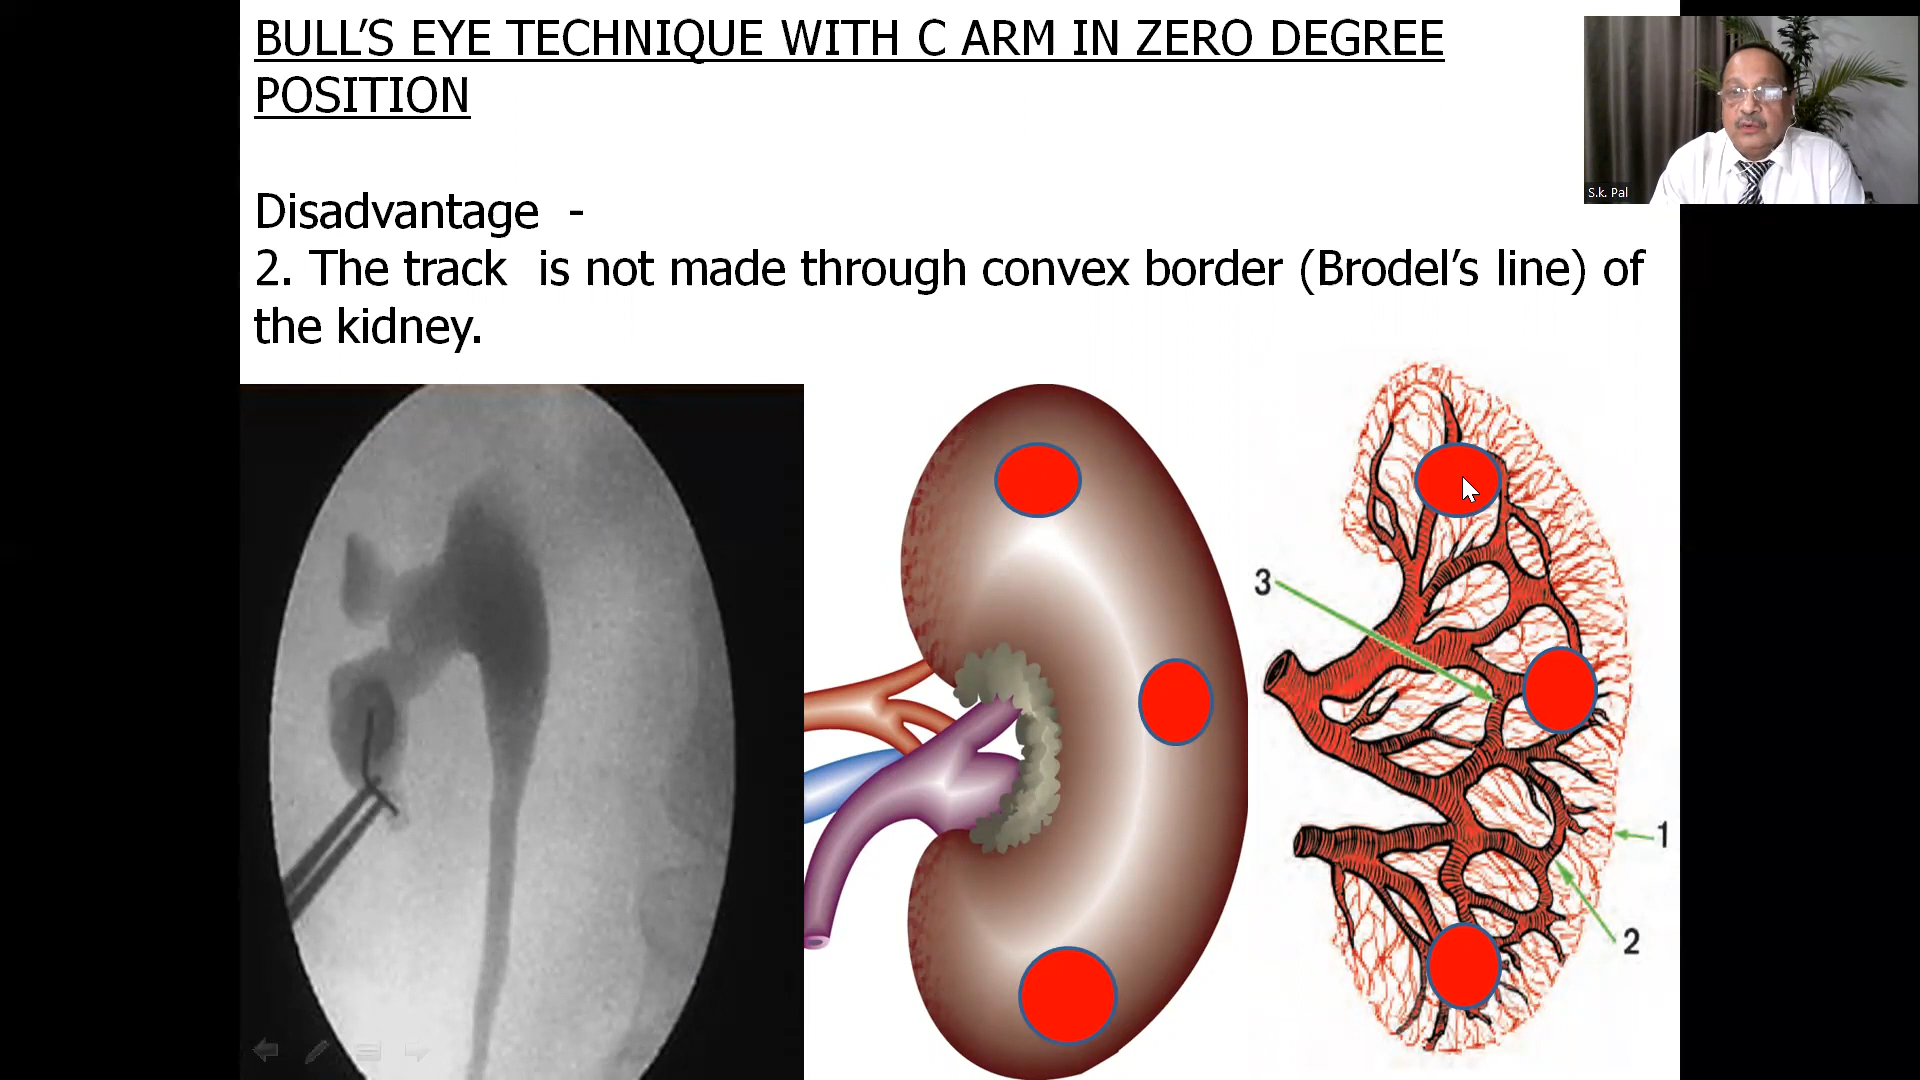 BULL’S EYE TECHNIQUE WITH C ARM IN ZERO DEGREE
POSITION
S.k. Pal
Disadvantage  -
2. The track  is not made through convex border (Brodel’s line) of
the kidney.
3
1
2